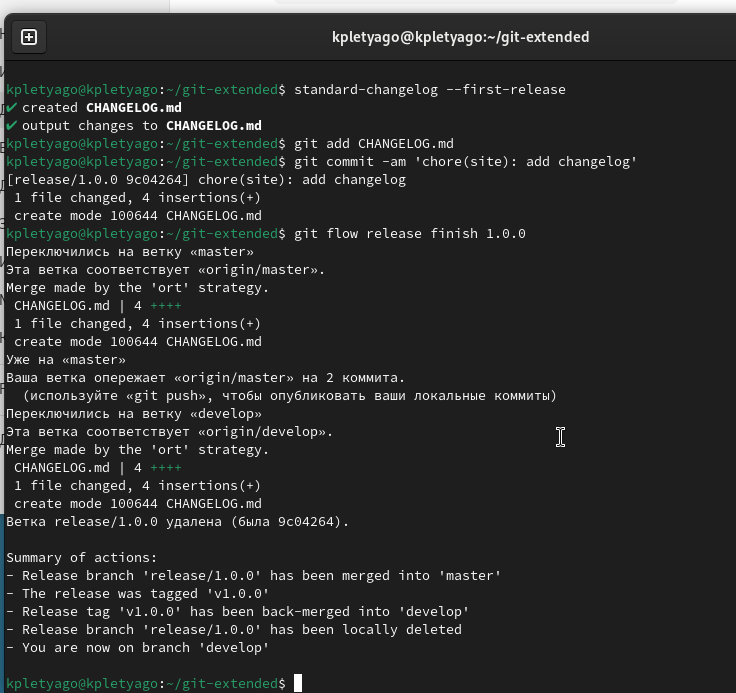 kpletyago@kpletyago:~/git-extended
kpletyago@kpletyago:~/git-extended$ standard-changelog --first-release
✔ created CHANGELOG.md
✔ output changes to CHANGELOG.md
kpletyago@kpletyago:~/git-extended$ git add CHANGELOG.md
kpletyago@kpletyago:~/git-extended$ git commit -am 'chore(site): add changelog'
[release/1.0.0 9c04264] chore(site): add changelog
 1 file changed, 4 insertions(+)
 create mode 100644 CHANGELOG.md
kpletyago@kpletyago:~/git-extended$ git flow release finish 1.0.0
Переключились на ветку «master»
Эта ветка соответствует «origin/master».
Merge made by the 'ort' strategy.
 CHANGELOG.md | 4 ++++
 1 file changed, 4 insertions(+)
 create mode 100644 CHANGELOG.md
Уже на «master»
Ваша ветка опережает «origin/master» на 2 коммита.
  (используйте «git push», чтобы опубликовать ваши локальные коммиты)
Переключились на ветку «develop»
Эта ветка соответствует «origin/develop».
Merge made by the 'ort' strategy.
 CHANGELOG.md | 4 ++++
 1 file changed, 4 insertions(+)
 create mode 100644 CHANGELOG.md
Ветка release/1.0.0 удалена (была 9c04264).

Summary of actions:
- Release branch 'release/1.0.0' has been merged into 'master'
- The release was tagged 'v1.0.0'
- Release tag 'v1.0.0' has been back-merged into 'develop'
- Release branch 'release/1.0.0' has been locally deleted
- You are now on branch 'develop'

kpletyago@kpletyago:~/git-extended$